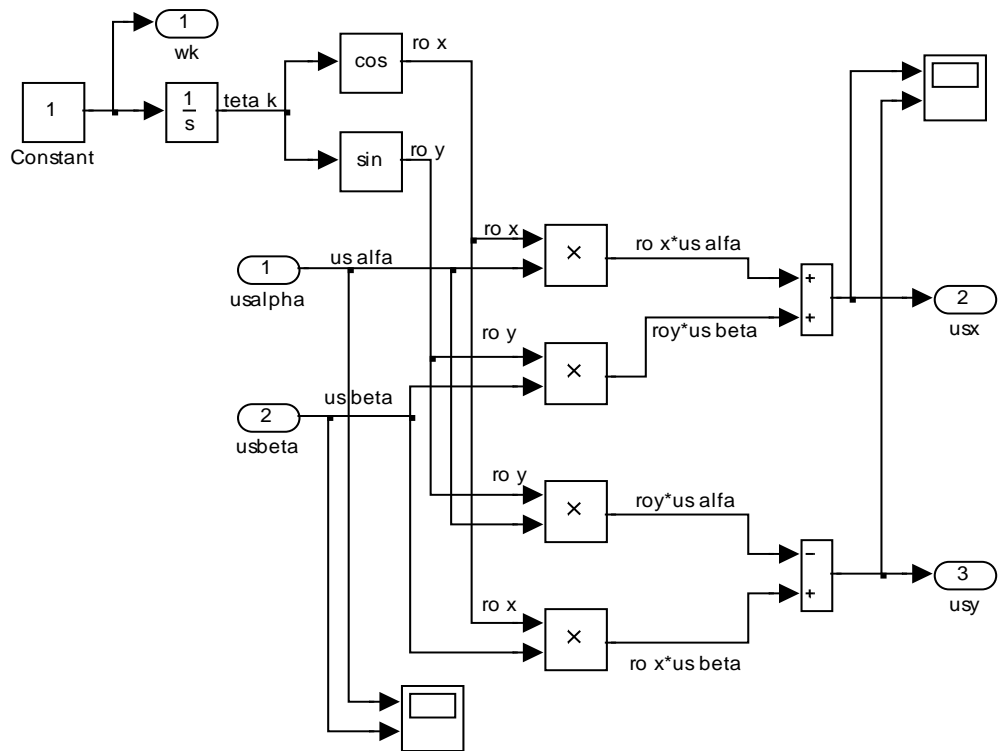 1
wk
ro x
cos
1
Constant
1
s
teta k
sin
ro y
ro x
×
ro x*us alfa
1
usalpha
us alfa
+
+
2
usx
ro y
×
roy*us beta
us beta
2
usbeta
ro y
×
roy*us alfa
−
+
3
usy
ro x
×
ro x*us beta